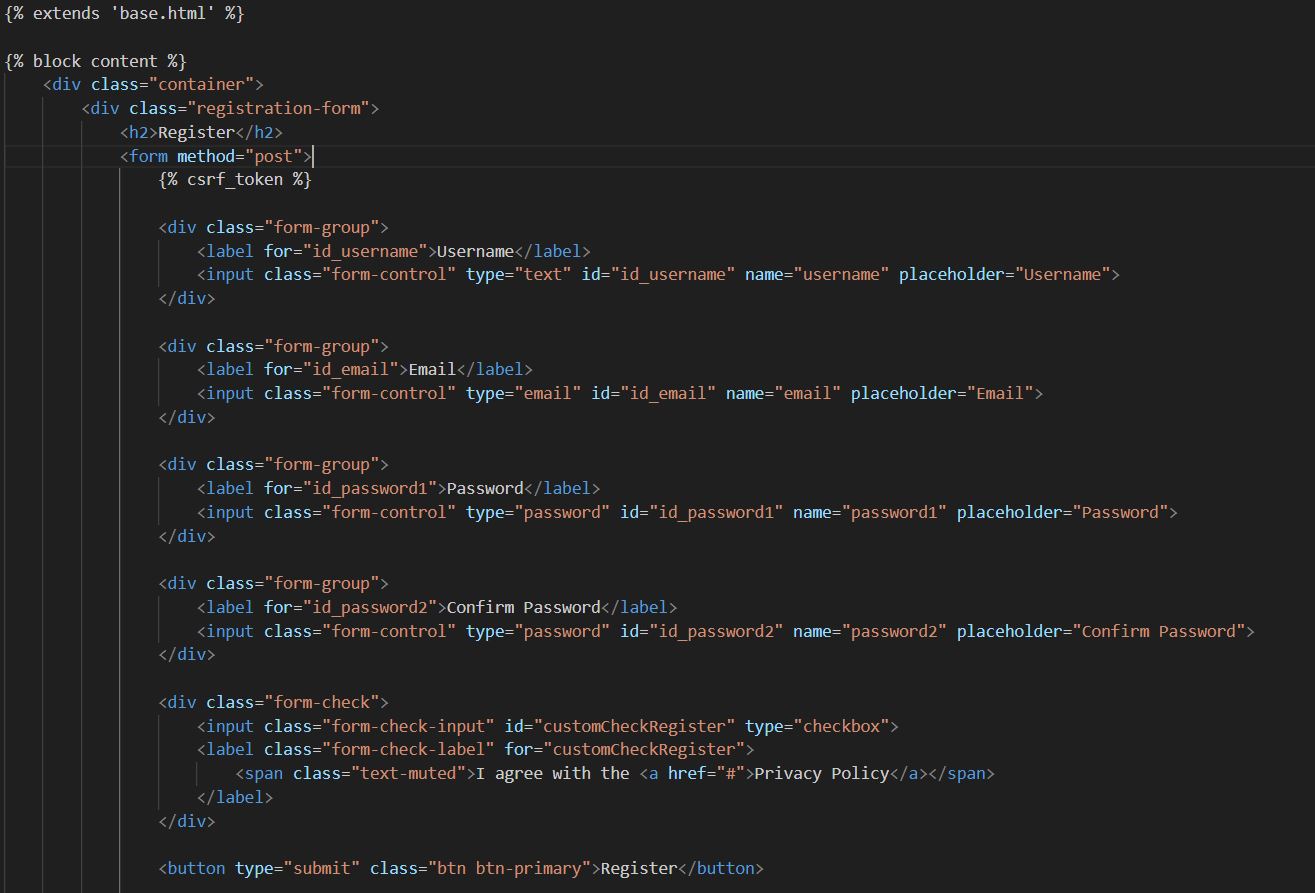 {% extends 'base.html' %}
{% block content %}
<div class="container">
<div class="registration-form">
<h2>Register</h2>
<form method="post">
{% csrf_token %}
<div class="form-group">
<label for="id_username">Username</label>
<input class="form-control" type="text" id="id_username" name="username" placeholder="Username">
</div>
<div class="form-group">
<label for="id_email">Email</label>
<input class="form-control" type="email" id="id_email" name="email" placeholder="Email">
</div>
<div class="form-group">
<label for="id_password1">Password</label>
<input class="form-control" type="password" id="id_password1" name="password1" placeholder="Password">
</div>
<div class="form-group">
<label for="id_password2">Confirm Password</label>
<input class="form-control" type="password" id="id_password2" name="password2" placeholder="Confirm Password">
</div>
<div class="form-check">
<input class="form-check-input" id="customCheckRegister" type="checkbox">
<label class="form-check-label" for="customCheckRegister">
<span class="text-muted">I agree with the <a href="#">Privacy Policy</a></span>
</label>
</div>
<button type="submit" class="btn btn-primary">Register</button>